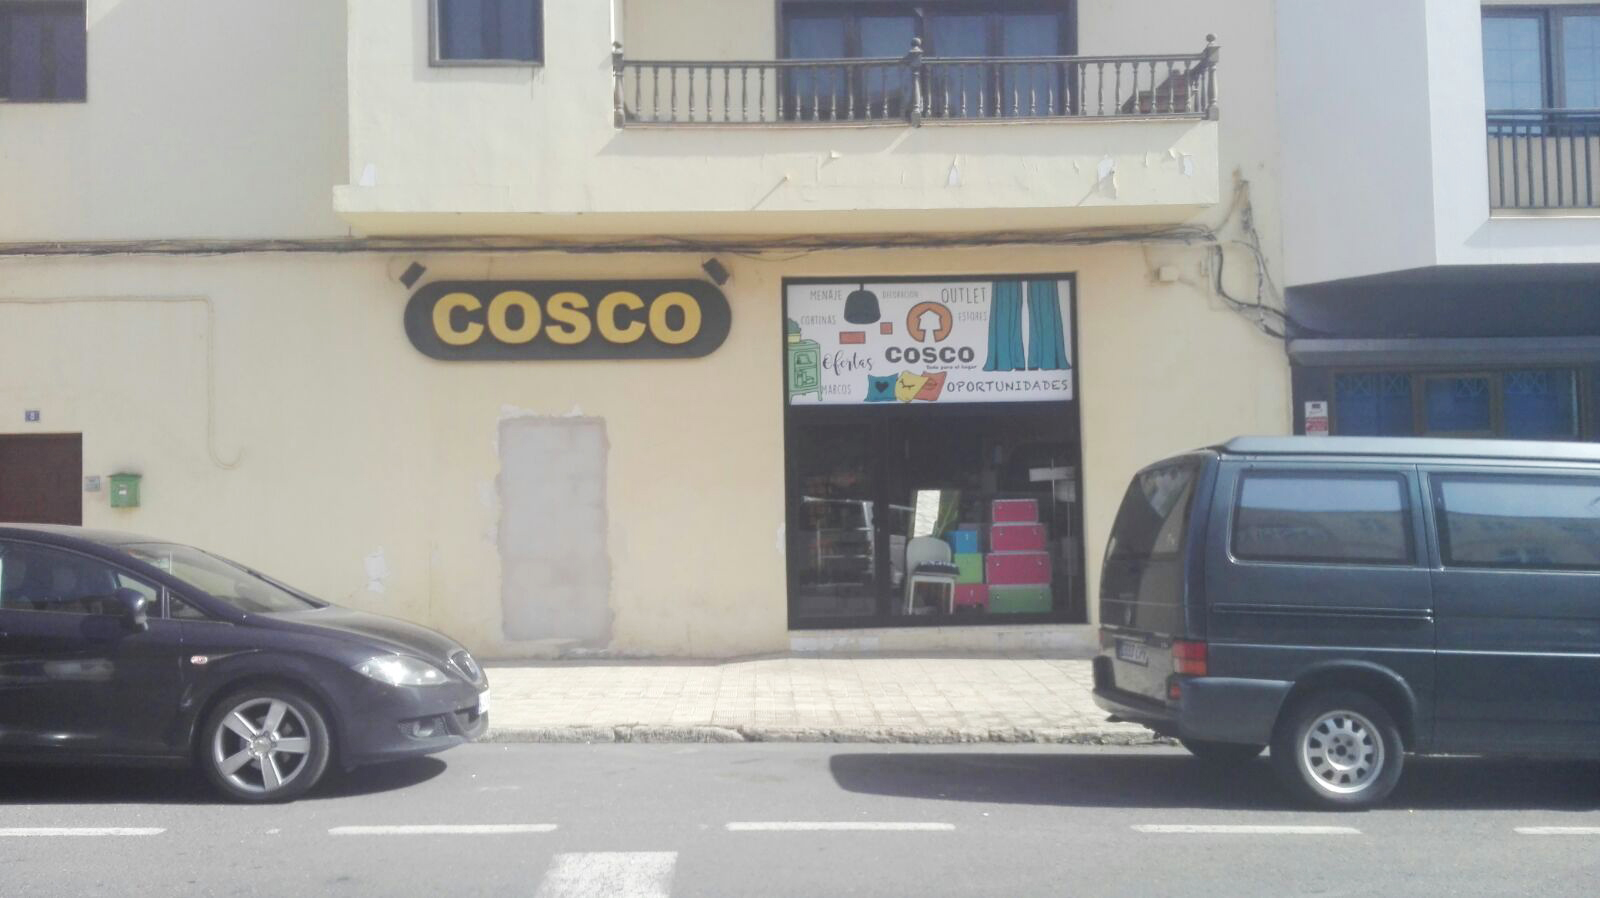 COSCO
MENAJE
DECORACIÓN
OUTLET
CORTINAS
ESTORES
Ofertas
COSCO
Todo para el hogar
MARCOS
OPORTUNIDADES